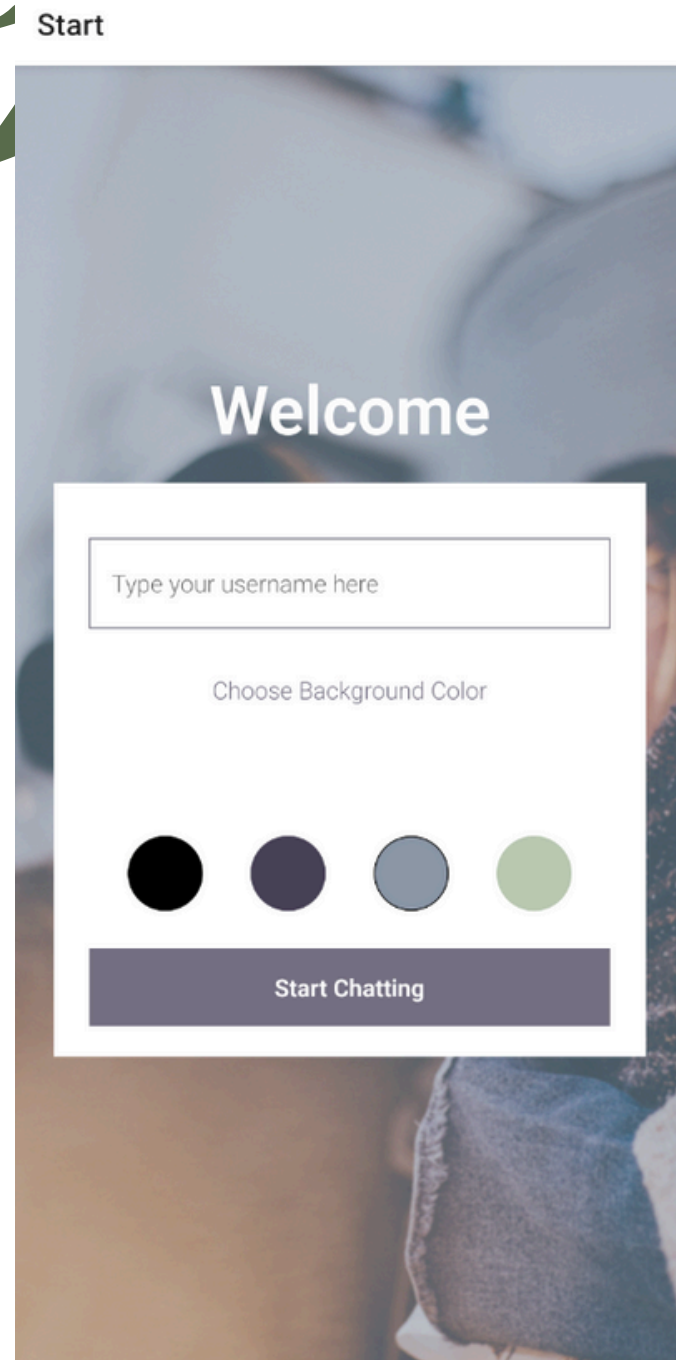 Start
Welcome
Type your username here
Choose Background Color
Start Chatting